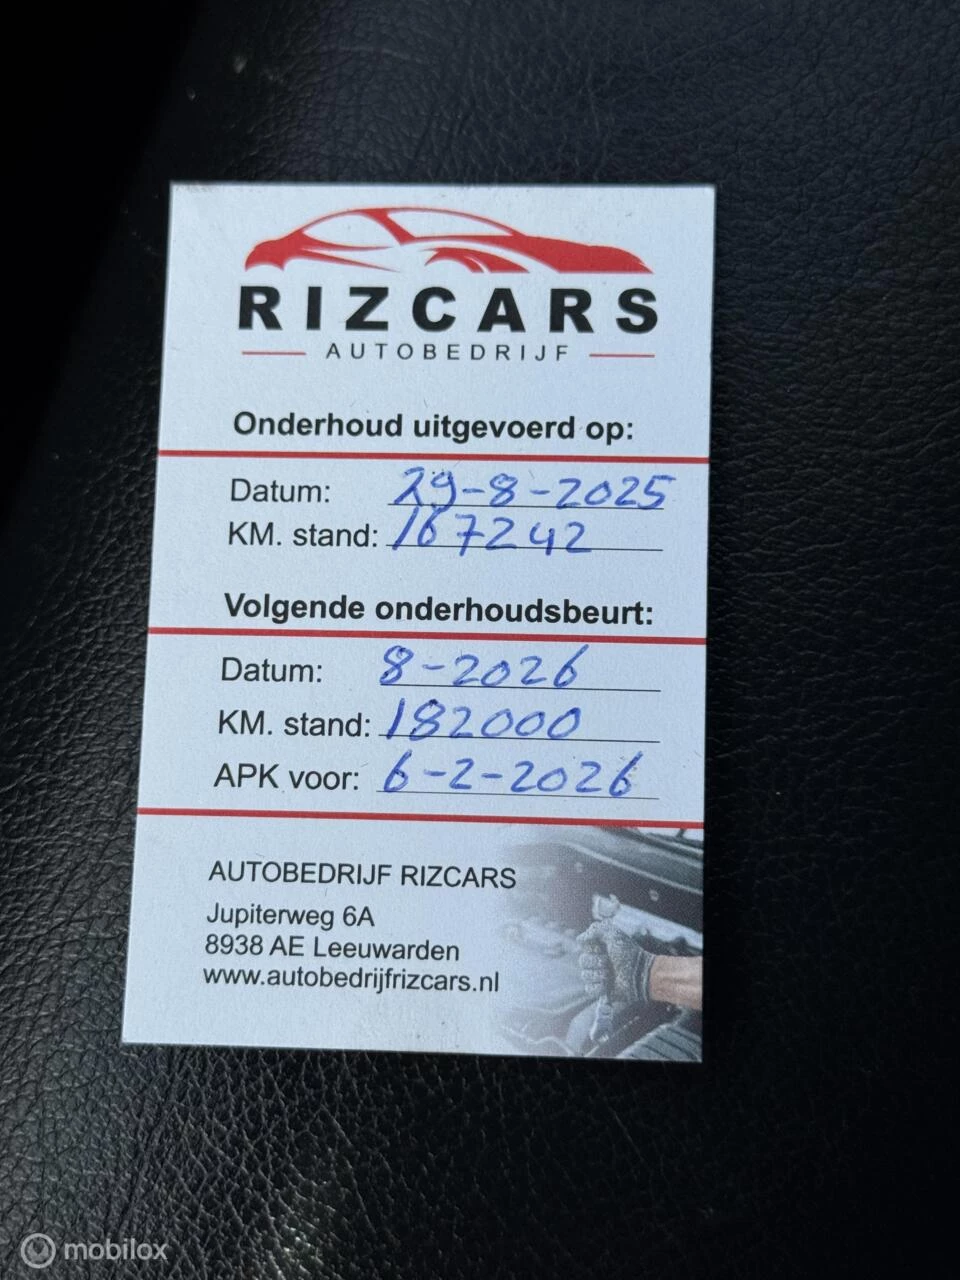 RIZCARS
AUTOBEDRIJF
Onderhoud uitgevoerd op:
Datum: 29-8-2025
KM. stand: 167242
Volgende onderhoudsbeurt:
Datum: 8-2026
KM. stand: 182000
APK voor: 6-2-2026
AUTOBEDRIJF RIZCARS
Jupiterweg 6A
8938 AE Leeuwarden
www.autobedrijfrizcars.nl
mobilox